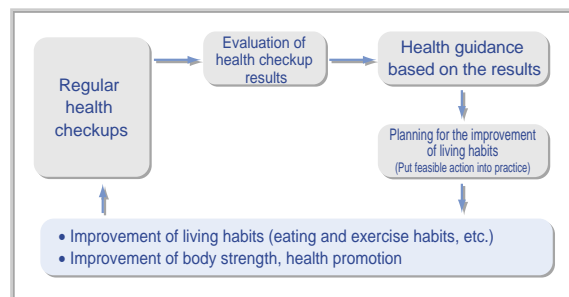 Regular
health
checkups
Evaluation of
health checkup
results
Health guidance
based on the results
Planning for the improvement
of living habits
(Put feasible action into practice)
• Improvement of living habits (eating and exercise habits, etc.)
• Improvement of body strength, health promotion